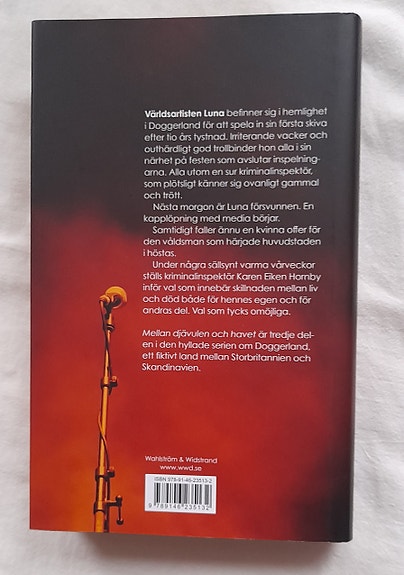 Världsartisten Luna befinner sig i hemlighet
i Doggerland för att spela in sin första skiva
efter tio års tystnad. Irriterande vacker och
outhärdligt god trollbinder hon alla i sin
närhet på festen som avslutar inspelning-
arna. Alla utom en sur kriminalinspektör,
som plötsligt känner sig ovanligt gammal
och trött.
Nästa morgon är Luna försvunnen. En
kapplöpning med media börjar.
Samtidigt faller ännu en kvinna offer för
den våldsman som härjade huvudstaden
i höstas.
Under några sällsynt varma vårveckor
ställs kriminalinspektör Karen Eiken Hornby
inför val som innebär skillnaden mellan liv
och död både för hennes egen och för
andras del. Val som tycks omöjliga.
Mellan djävulen och havet är tredje del-
en i den hyllade serien om Doggerland,
ett fiktivt land mellan Storbritannien och
Skandinavien.
Wahlström & Widstrand
www.wwd.se
ISBN 978-91-46-23513-2
9 789146 235132